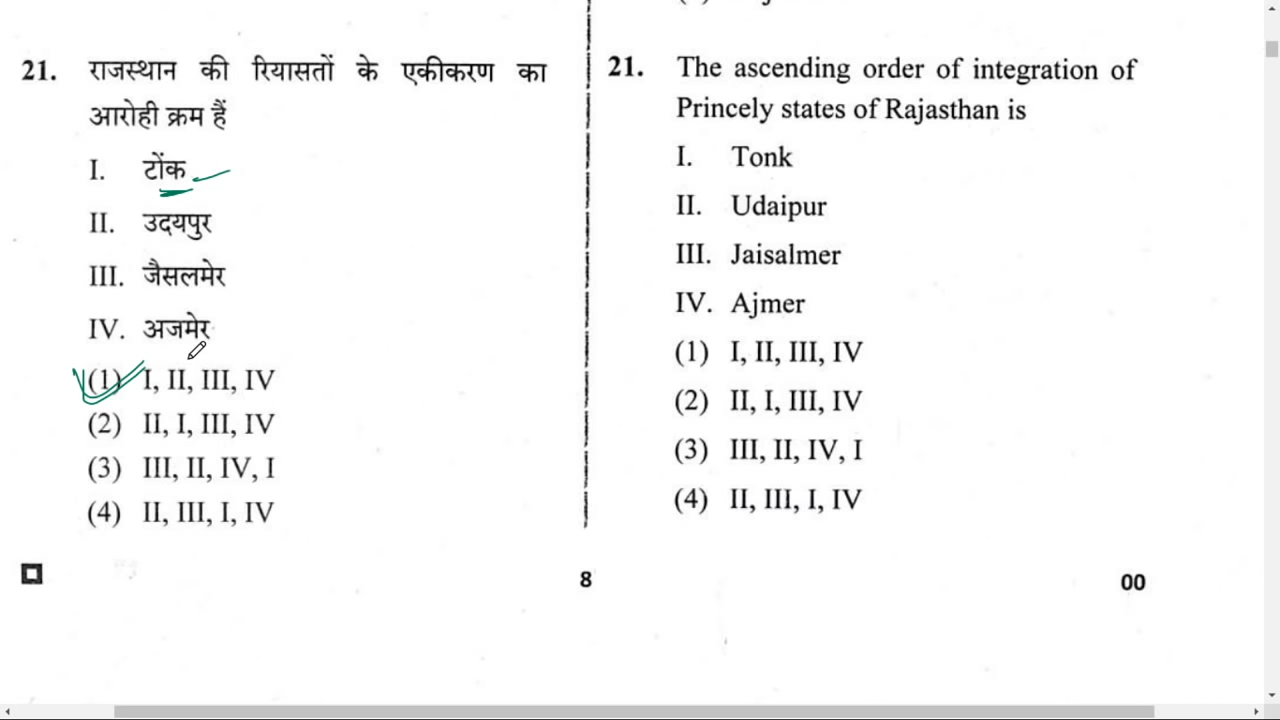 21. राजस्थान की रियासतों के एकीकरण का
आरोही क्रम हैं
I. टोंक
II. उदयपुर
III. जैसलमेर
IV. अजमेर
(1) I, II, III, IV
(2) II, I, III, IV
(3) III, II, IV, I
(4) II, III, I, IV
21. The ascending order of integration of
Princely states of Rajasthan is
I. Tonk
II. Udaipur
III. Jaisalmer
IV. Ajmer
(1) I, II, III, IV
(2) II, I, III, IV
(3) III, II, IV, I
(4) II, III, I, IV
8
00